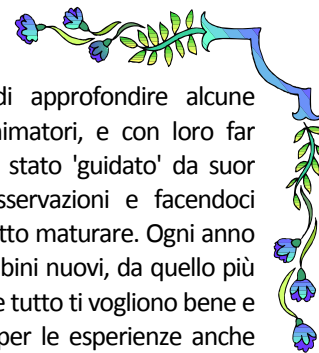 di approfondire alcune
nimatori, e con loro far
stato 'guidato' da suor
sservazioni e facendoci
tto maturare. Ogni anno
bini nuovi, da quello più
e tutto ti vogliono bene e
per le esperienze anche